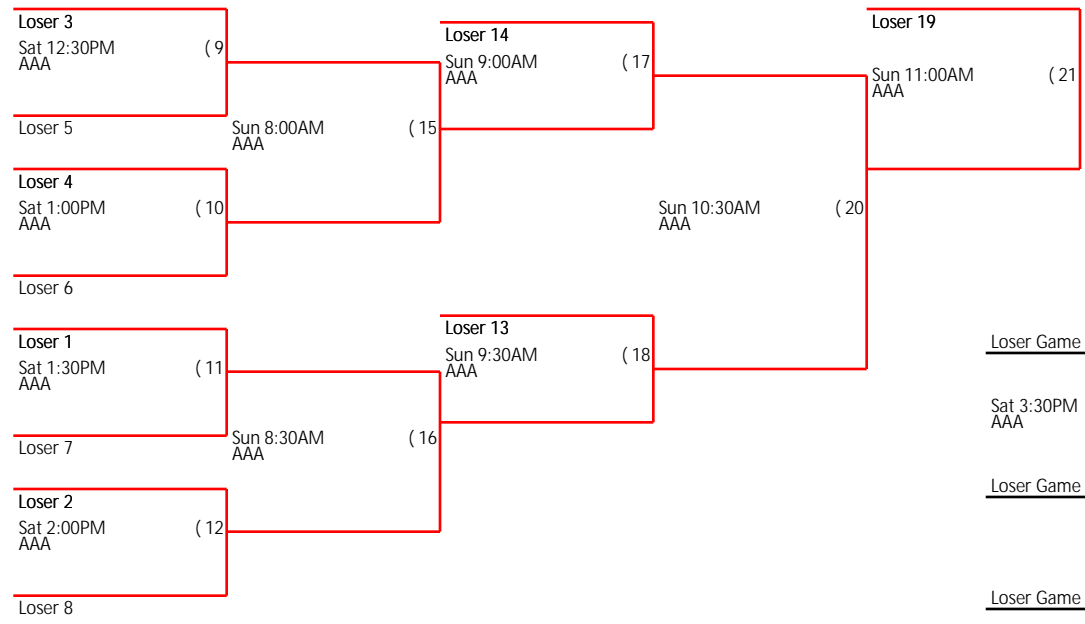 Loser 3
Sat 12:30PM ( 9
AAA
Loser 5
Sun 8:00AM ( 15
AAA
Loser 4
Sat 1:00PM ( 10
AAA
Loser 6
Loser 14
Sun 9:00AM ( 17
AAA
Loser 1
Sat 1:30PM ( 11
AAA
Loser 7
Sun 8:30AM ( 16
AAA
Loser 2
Sat 2:00PM ( 12
AAA
Loser 8
Loser 13
Sun 9:30AM ( 18
AAA
Sun 10:30AM ( 20
AAA
Loser 19
Sun 11:00AM ( 21
AAA
Loser Game
Sat 3:30PM
AAA
Loser Game
Loser Game